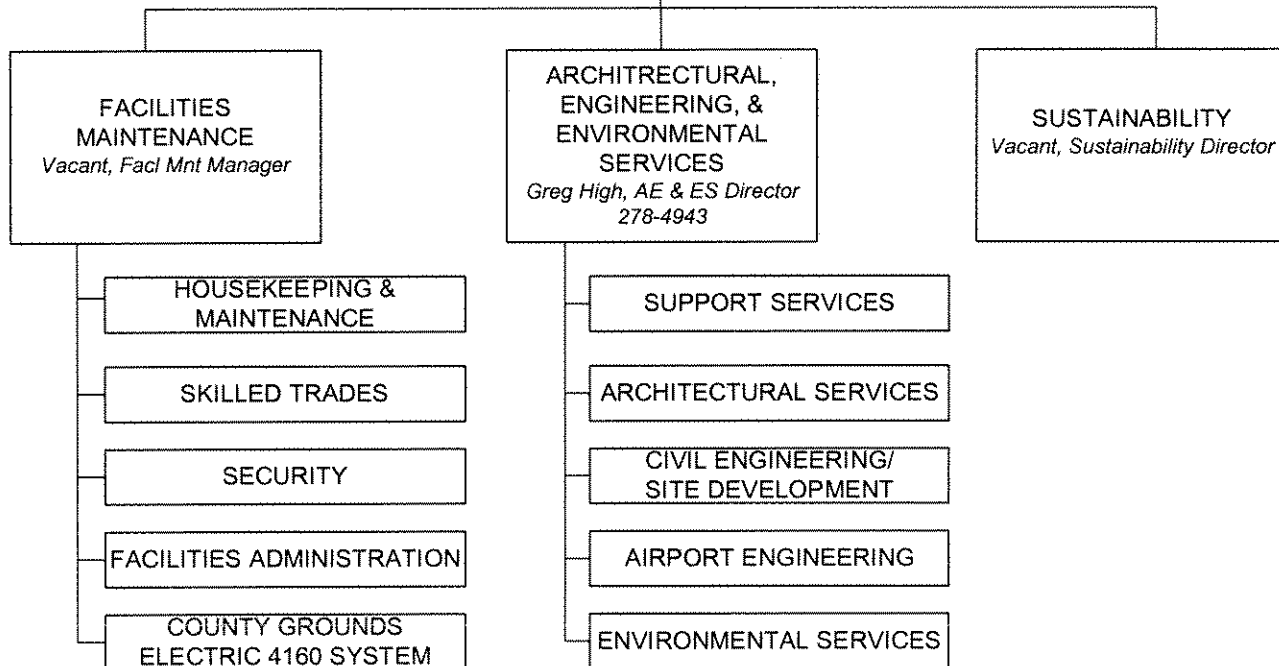 FACILITIES
MAINTENANCE
Vacant, Facl Mnt Manager
HOUSEKEEPING &
MAINTENANCE
SKILLED TRADES
SECURITY
FACILITIES ADMINISTRATION
COUNTY GROUNDS
ELECTRIC 4160 SYSTEM
ARCHITRECTURAL,
ENGINEERING, &
ENVIRONMENTAL
SERVICES
Greg High, AE & ES Director
278-4943
SUPPORT SERVICES
ARCHITECTURAL SERVICES
CIVIL ENGINEERING/
SITE DEVELOPMENT
AIRPORT ENGINEERING
ENVIRONMENTAL SERVICES
SUSTAINABILITY
Vacant, Sustainability Director